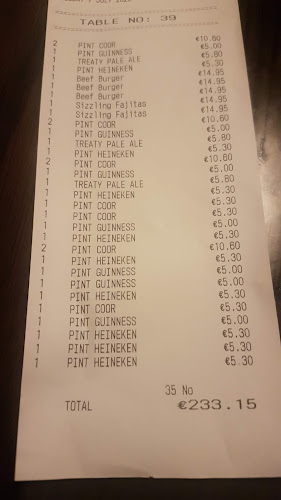 TABLE NO: 39
2 PINT COOR €10.60
1 PINT GUINNESS €5.00
1 TREATY PALE ALE €5.80
1 PINT HEINEKEN €5.30
1 Beef Burger €14.95
1 Beef Burger €14.95
1 Beef Burger €14.95
1 Sizzling Fajitas €14.95
1 Sizzling Fajitas €14.95
2 PINT COOR €10.60
1 PINT GUINNESS €5.00
1 TREATY PALE ALE €5.80
1 PINT HEINEKEN €5.30
2 PINT COOR €10.60
1 PINT GUINNESS €5.00
1 TREATY PALE ALE €5.80
1 PINT HEINEKEN €5.30
1 PINT COOR €5.30
1 PINT COOR €5.30
1 PINT GUINNESS €5.00
1 PINT HEINEKEN €5.30
2 PINT COOR €10.60
1 PINT HEINEKEN €5.30
1 PINT GUINNESS €5.00
1 PINT GUINNESS €5.00
1 PINT HEINEKEN €5.30
1 PINT COOR €5.30
1 PINT GUINNESS €5.00
1 PINT HEINEKEN €5.30
1 PINT HEINEKEN €5.30
1 PINT HEINEKEN €5.30
35 No
TOTAL €233.15